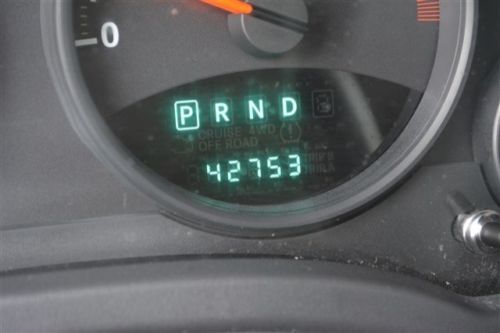 0
P R N D
CRUISE 4WD
OFF ROAD
42753